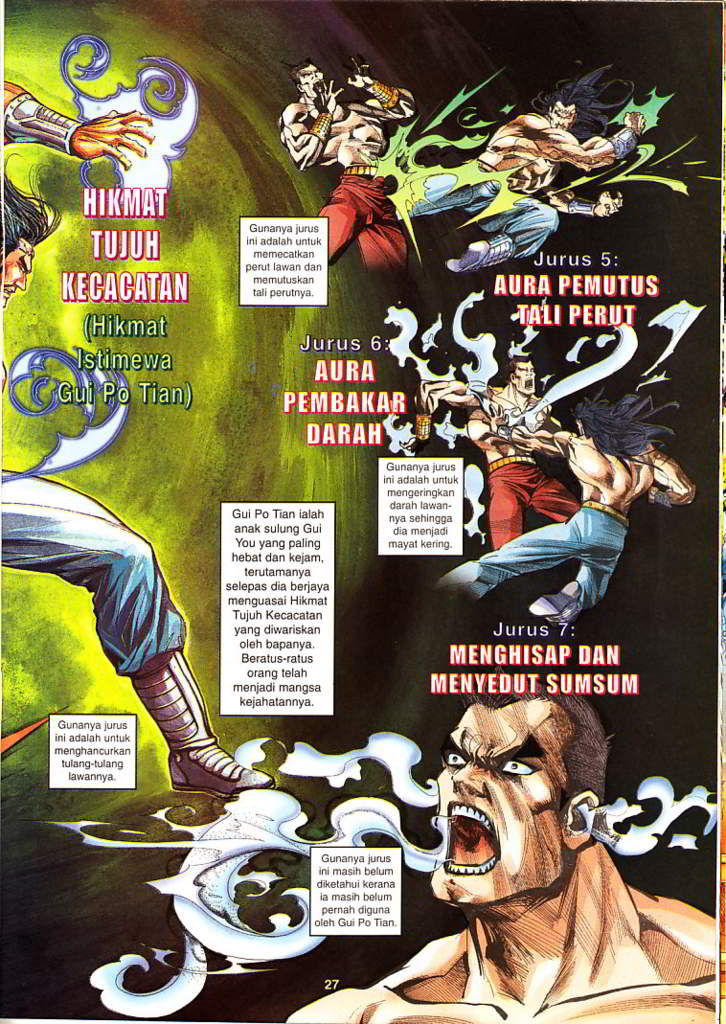 HIKMAT
TUJUH
KECACATAN
(Hikmat
Istimewa
Gui Po Tian)
Gunanya jurus
ini adalah untuk
memecatkan
perut lawan dan
memutuskan
tali perutnya.
Jurus 5:
AURA PEMUTUS
TALI PERUT
Jurus 6:
AURA
PEMBAKAR
DARAH
Gunanya jurus
ini adalah untuk
mengeringkan
darah lawan-
nya sehingga
dia menjadi
mayat kering.
Gui Po Tian ialah
anak sulung Gui
You yang paling
hebat dan kejam,
terutamanya
selepas dia berjaya
menguasai Hikmat
Tujuh Kecacatan
yang diwariskan
oleh bapanya.
Beratus-ratus
orang telah
menjadi mangsa
kejahatannya.
Jurus 7:
MENGHISAP DAN
MENYEDUT SUMSUM
Gunanya jurus
ini adalah untuk
menghancurkan
tulang-tulang
lawannya.
Gunanya jurus
ini masih belum
diketahui kerana
ia masih belum
pernah diguna
oleh Gui Po Tian.
27